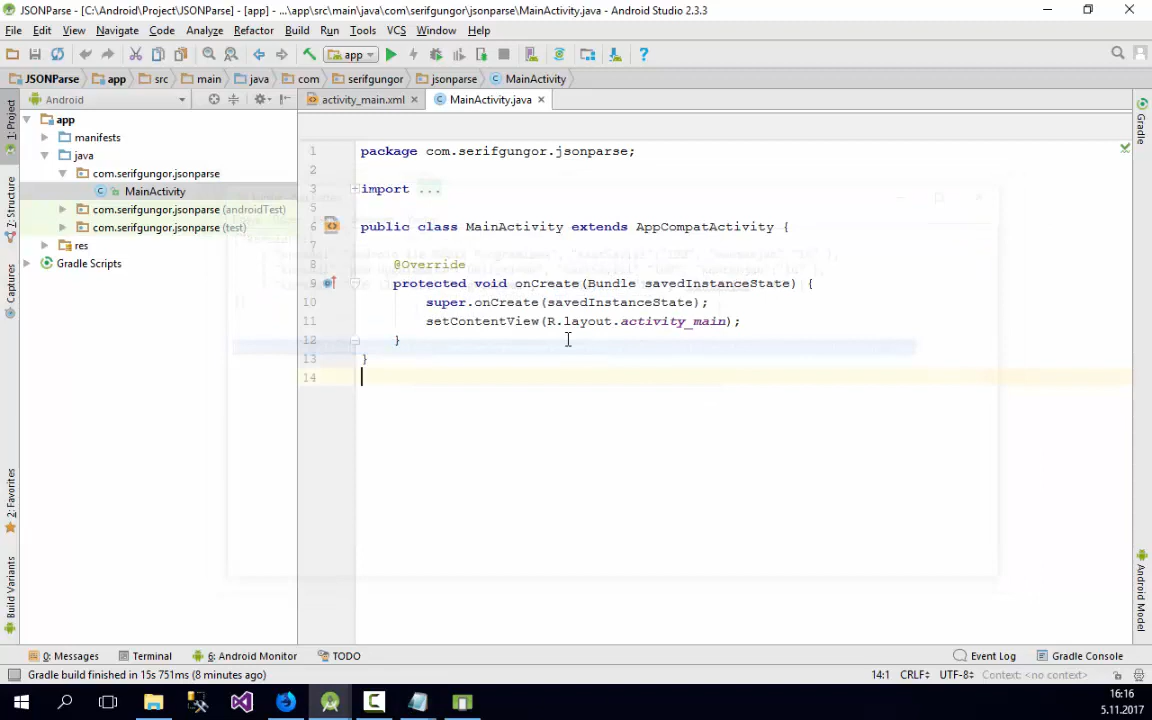 JSONParse - [C:\Android\Project\JSONParse] - [app] - ...\app\src\main\java\com\serifgungor\jsonparse\MainActivity.java - Android Studio 2.3.3
File Edit View Navigate Code Analyze Refactor Build Run Tools VCS Window Help
app
JSONParse app src main java com serifgungor jsonparse MainActivity
Android
activity_main.xml MainActivity.java
1: Project
Z: Structure
Captures
2: Favorites
Build Variants
app
manifests
java
com.serifgungor.jsonparse
MainActivity
com.serifgungor.jsonparse (androidTest)
com.serifgungor.jsonparse (test)
res
Gradle Scripts
1 package com.serifgungor.jsonparse;
2
3 import ...
5
6 public class MainActivity extends AppCompatActivity {
7
8 @Override
9 protected void onCreate(Bundle savedInstanceState) {
10 super.onCreate(savedInstanceState);
11 setContentView(R.layout.activity_main);
12 }
13 }
14
Gradle
Android Model
0: Messages Terminal 6: Android Monitor TODO Event Log Gradle Console
Gradle build finished in 15s 751ms (8 minutes ago) 14:1 CRLF UTF-8 Context: <no context>
16:16
5.11.2017